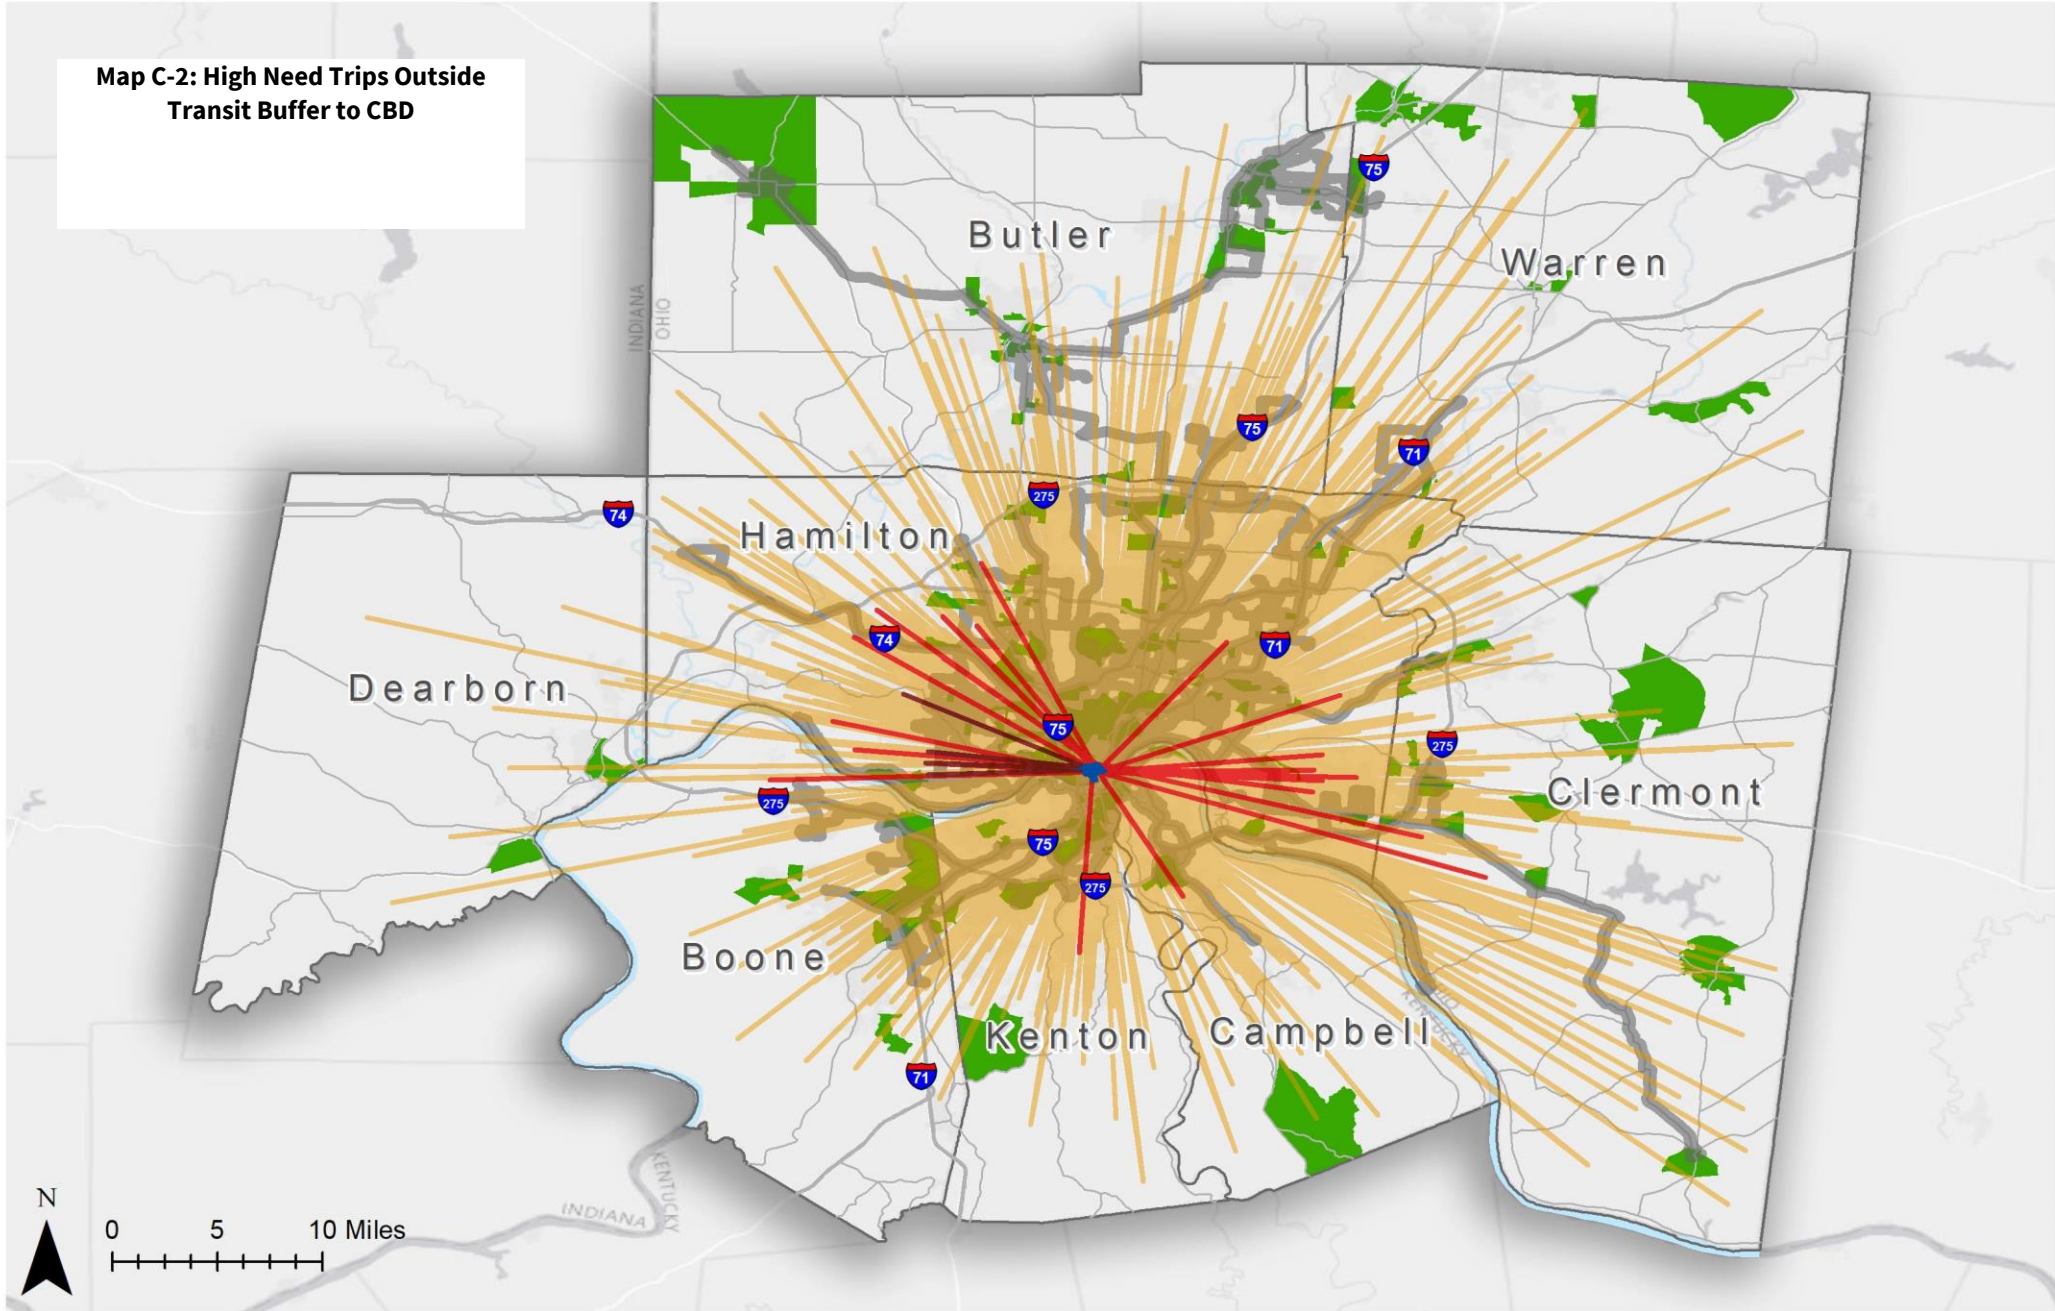 Map C-2: High Need Trips Outside
Transit Buffer to CBD
75
Butler
Warren
INDIANA
OHIO
75
71
275
74
Hamilton
74
71
Dearborn
75
275
275
Clermont
75
275
Boone
OHIO
KENTUCKY
Kenton
Campbell
71
KENTUCKY
INDIANA
N
0 5 10 Miles